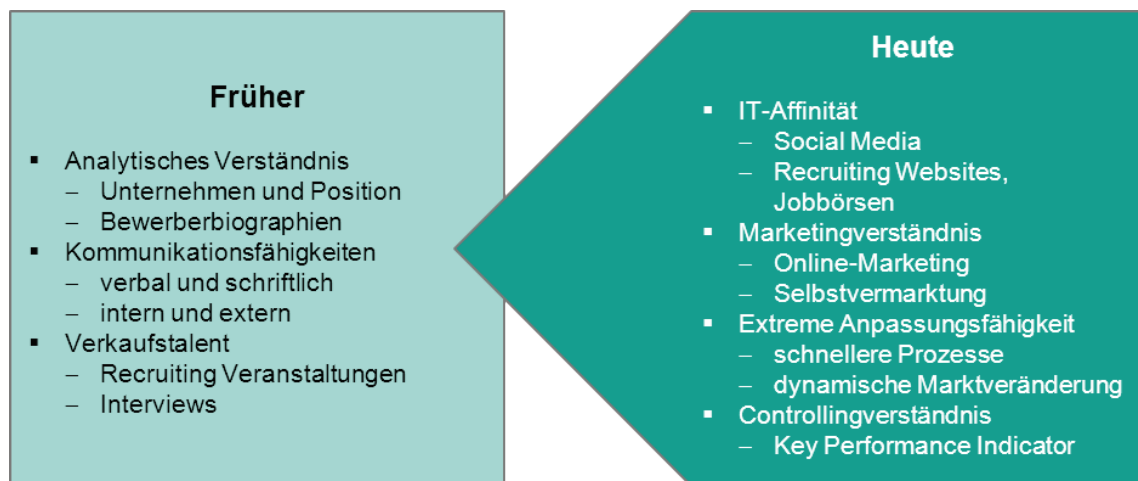 Früher
▪ Analytisches Verständnis
– Unternehmen und Position
– Bewerberbiographien
▪ Kommunikationsfähigkeiten
– verbal und schriftlich
– intern und extern
▪ Verkaufstalent
– Recruiting Veranstaltungen
– Interviews
Heute
▪ IT-Affinität
– Social Media
– Recruiting Websites,
Jobbörsen
▪ Marketingverständnis
– Online-Marketing
– Selbstvermarktung
▪ Extreme Anpassungsfähigkeit
– schnellere Prozesse
– dynamische Marktveränderung
▪ Controllingverständnis
– Key Performance Indicator